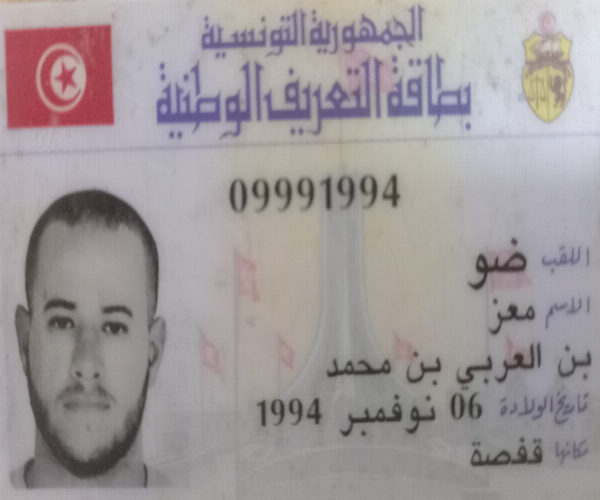 الجمهورية التونسية
بطاقة التعريف الوطنية
09991994
اللقب ضو
الاسم معز
بن العربي بن محمد
تاريخ الولادة 06 نوفمبر 1994
مكانها قفصة